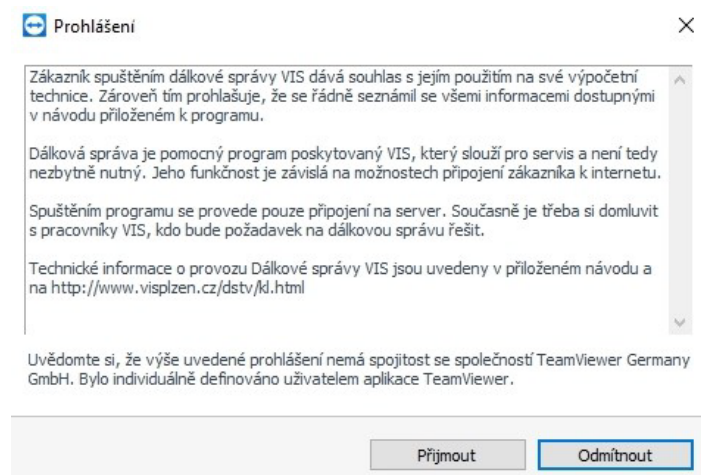 Prohlášení
Zákazník spuštěním dálkové správy VIS dává souhlas s jejím použitím na své výpočetní
technice. Zároveň tím prohlašuje, že se řádně seznámil se všemi informacemi dostupnými
v návodu přiloženém k programu.
Dálková správa je pomocný program poskytovaný VIS, který slouží pro servis a není tedy
nezbytně nutný. Jeho funkčnost je závislá na možnostech připojení zákazníka k internetu.
Spuštěním programu se provede pouze připojení na server. Současně je třeba si domluvit
s pracovníky VIS, kdo bude požadavek na dálkovou správu řešit.
Technické informace o provozu Dálkové správy VIS jsou uvedeny v přiloženém návodu a
na http://www.visplzen.cz/dstv/kl.html
Uvědomte si, že výše uvedené prohlášení nemá spojitost se společností TeamViewer Germany
GmbH. Bylo individuálně definováno uživatelem aplikace TeamViewer.
Přijmout
Odmítnout